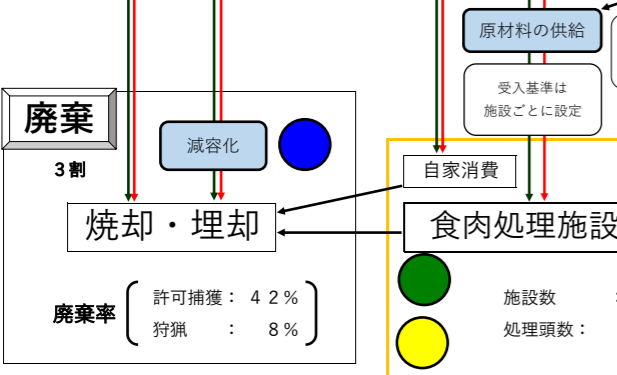 原材料の供給
受入基準は
施設ごとに設定
廃棄
3割
減容化
自家消費
焼却・埋却
食肉処理施設
廃棄率
許可捕獲： 42%
狩猟 ： 8%
施設数
処理頭数：